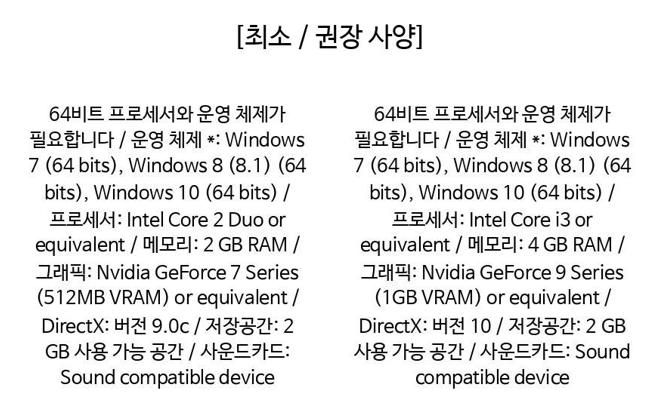 [최소 / 권장 사양]
64비트 프로세서와 운영 체제가
필요합니다 / 운영 체제 *: Windows
7 (64 bits), Windows 8 (8.1) (64
bits), Windows 10 (64 bits) /
프로세서: Intel Core 2 Duo or
equivalent / 메모리: 2 GB RAM /
그래픽: Nvidia GeForce 7 Series
(512MB VRAM) or equivalent /
DirectX: 버전 9.0c / 저장공간: 2
GB 사용 가능 공간 / 사운드카드:
Sound compatible device
64비트 프로세서와 운영 체제가
필요합니다 / 운영 체제 *: Windows
7 (64 bits), Windows 8 (8.1) (64
bits), Windows 10 (64 bits) /
프로세서: Intel Core i3 or
equivalent / 메모리: 4 GB RAM /
그래픽: Nvidia GeForce 9 Series
(1GB VRAM) or equivalent /
DirectX: 버전 10 / 저장공간: 2 GB
사용 가능 공간 / 사운드카드: Sound
compatible device